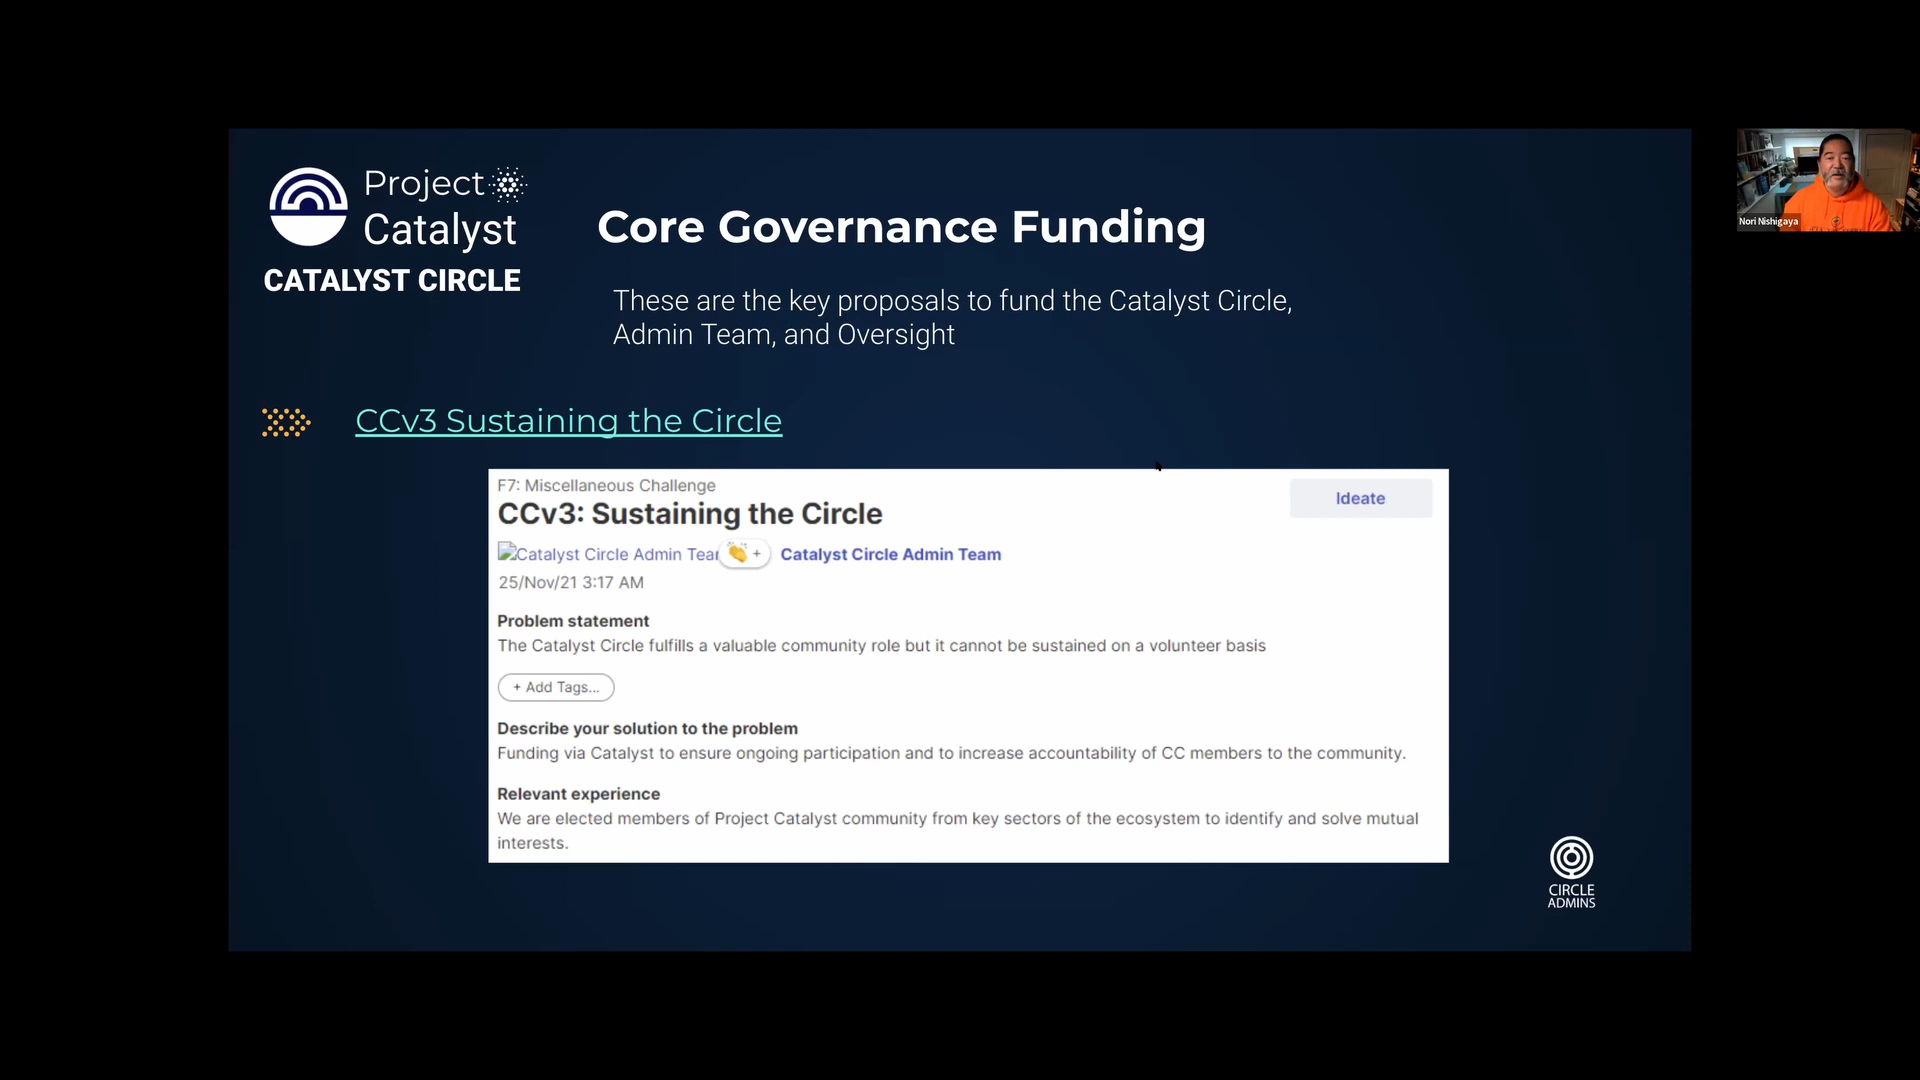 Project
Catalyst
CATALYST CIRCLE
Core Governance Funding
These are the key proposals to fund the Catalyst Circle,
Admin Team, and Oversight
CCv3 Sustaining the Circle
F7: Miscellaneous Challenge
Ideate
CCv3: Sustaining the Circle
Catalyst Circle Admin Tear + Catalyst Circle Admin Team
25/Nov/21 3:17 AM
Problem statement
The Catalyst Circle fulfills a valuable community role but it cannot be sustained on a volunteer basis
+ Add Tags...
Describe your solution to the problem
Funding via Catalyst to ensure ongoing participation and to increase accountability of CC members to the community.
Relevant experience
We are elected members of Project Catalyst community from key sectors of the ecosystem to identify and solve mutual
interests.
CIRCLE
ADMINS
Nori Nishigaya